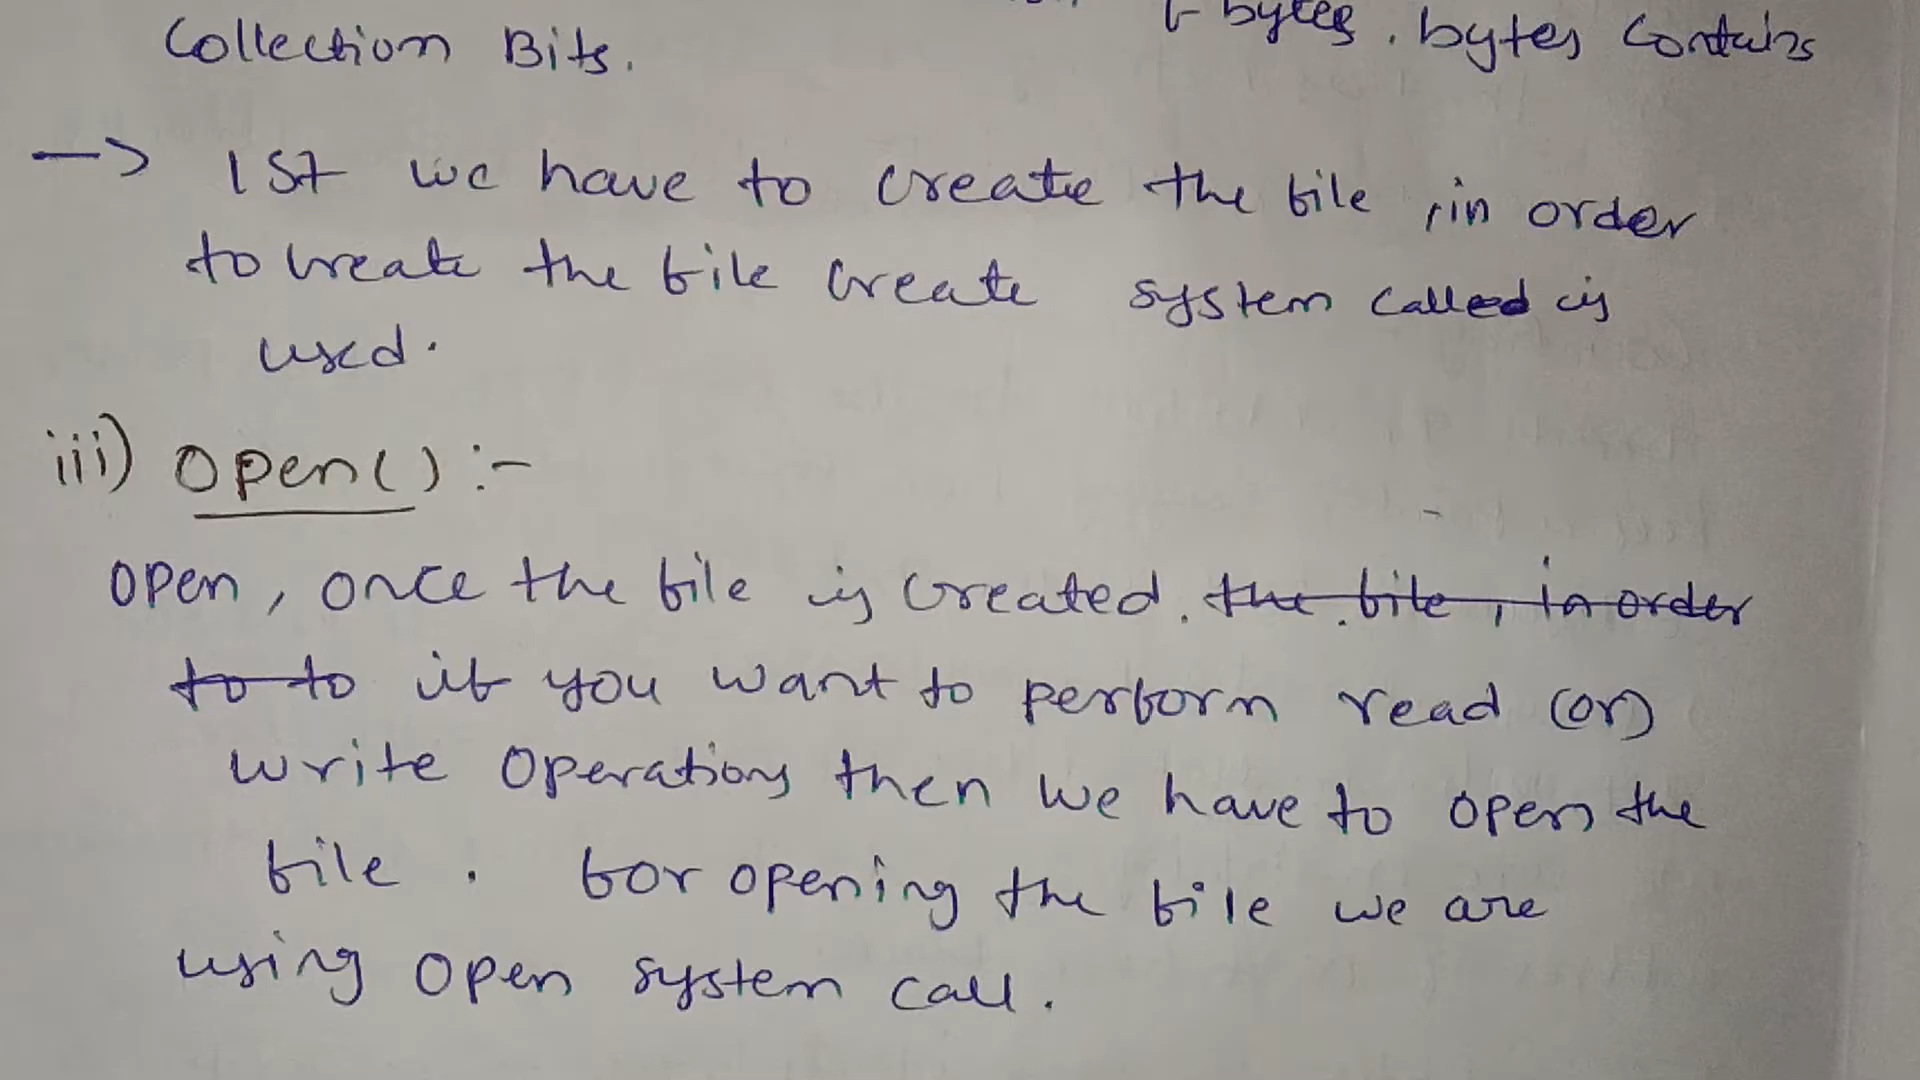 bytes. bytes Contains
Collection Bits.
-> 1st we have to create the file, in order
to create the file create system called is
used.
iii) Open() :-
Open, once the file is created. the file, in order
to to if you want to perform read (or)
write operations then we have to open the
file. for opening the file we are
using open system call.